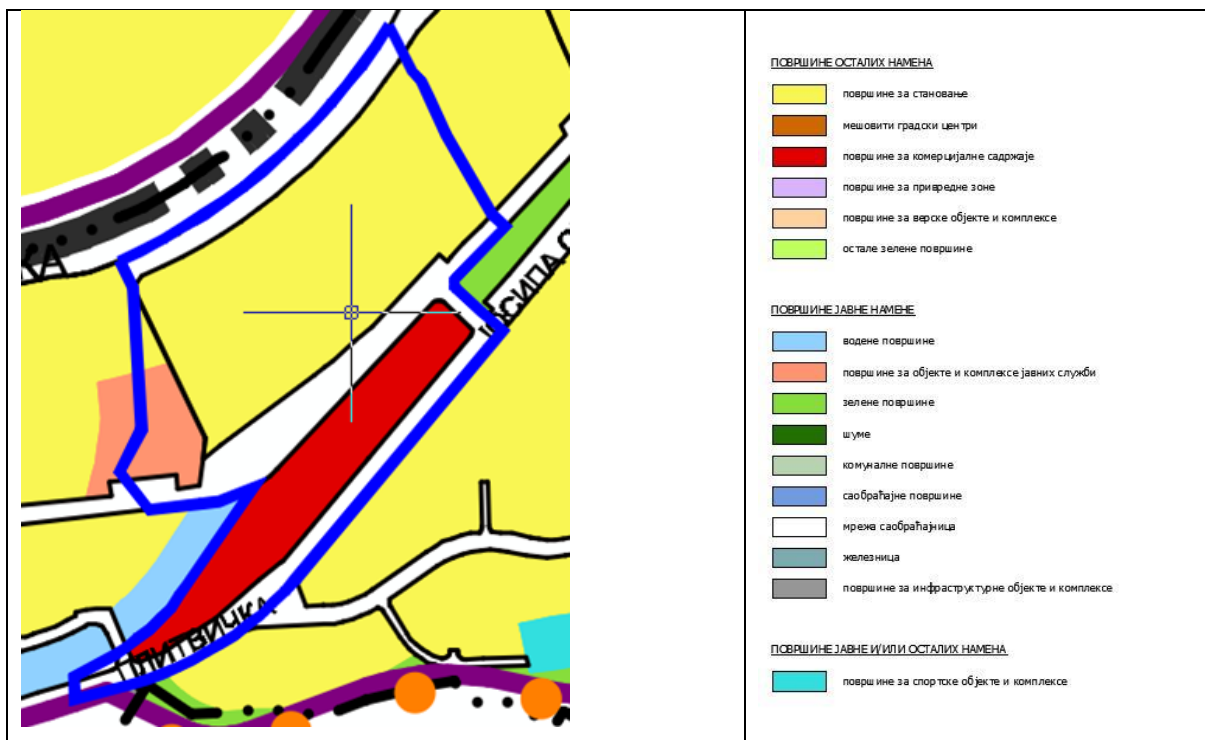 КА
ЈОСИПА С
ПЛИТВИЧКА
ПОВРШИНЕ ОСТАЛИХ НАМЕНА
површине за становање
мешовити градски центри
површине за комерцијалне садржаје
површине за привредне зоне
површине за верске објекте и комплексе
остале зелене површине
ПОВРШИНЕ ЈАВНЕ НАМЕНЕ
водене површине
површине за објекте и комплексе јавних служби
зелене површине
шуме
комуналне површине
саобраћајне површине
мрежа саобраћајница
железница
површине за инфраструктурне објекте и комплексе
ПОВРШИНЕ ЈАВНЕ И/ИЛИ ОСТАЛИХ НАМЕНА
површине за спортске објекте и комплексе